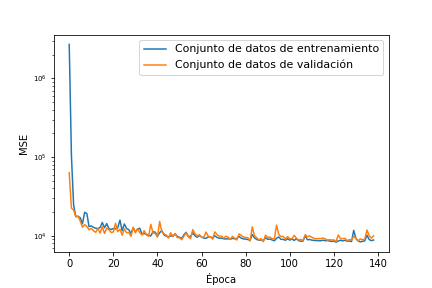 Conjunto de datos de entrenamiento
Conjunto de datos de validación
MSE
10⁶
10⁵
10⁴
0 20 40 60 80 100 120 140
Época